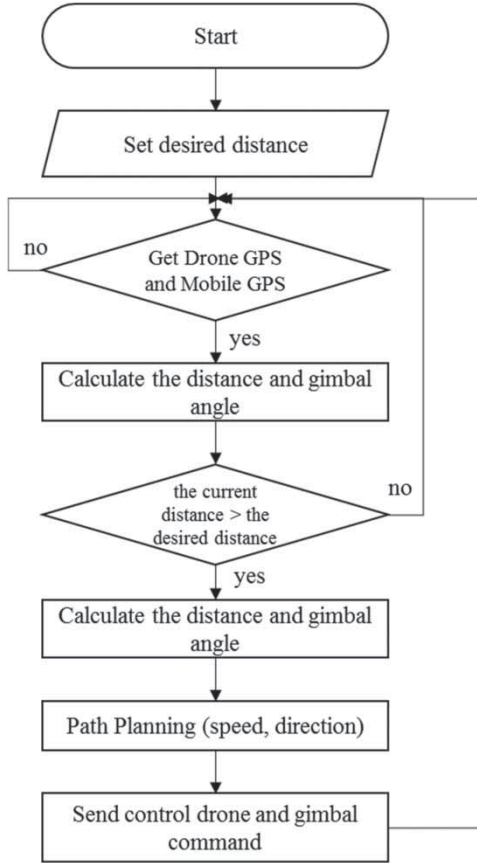 Start
Set desired distance
no
Get Drone GPS
and Mobile GPS
yes
Calculate the distance and gimbal
angle
no
the current
distance > the
desired distance
yes
Calculate the distance and gimbal
angle
Path Planning (speed, direction)
Send control drone and gimbal
command